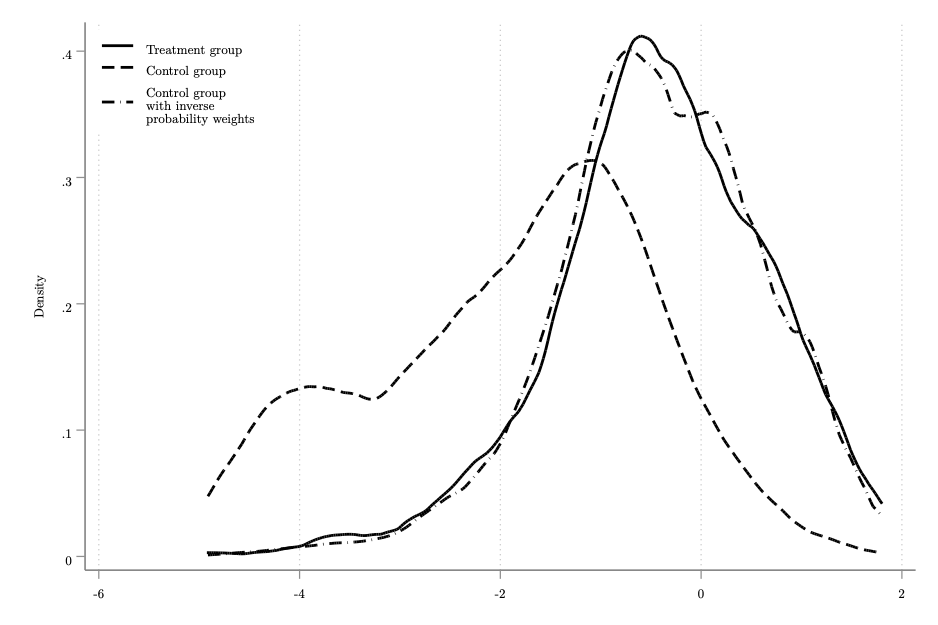 Treatment group
Control group
Control group
with inverse
probability weights
Density
.4
.3
.2
.1
0
-6
-4
-2
0
2